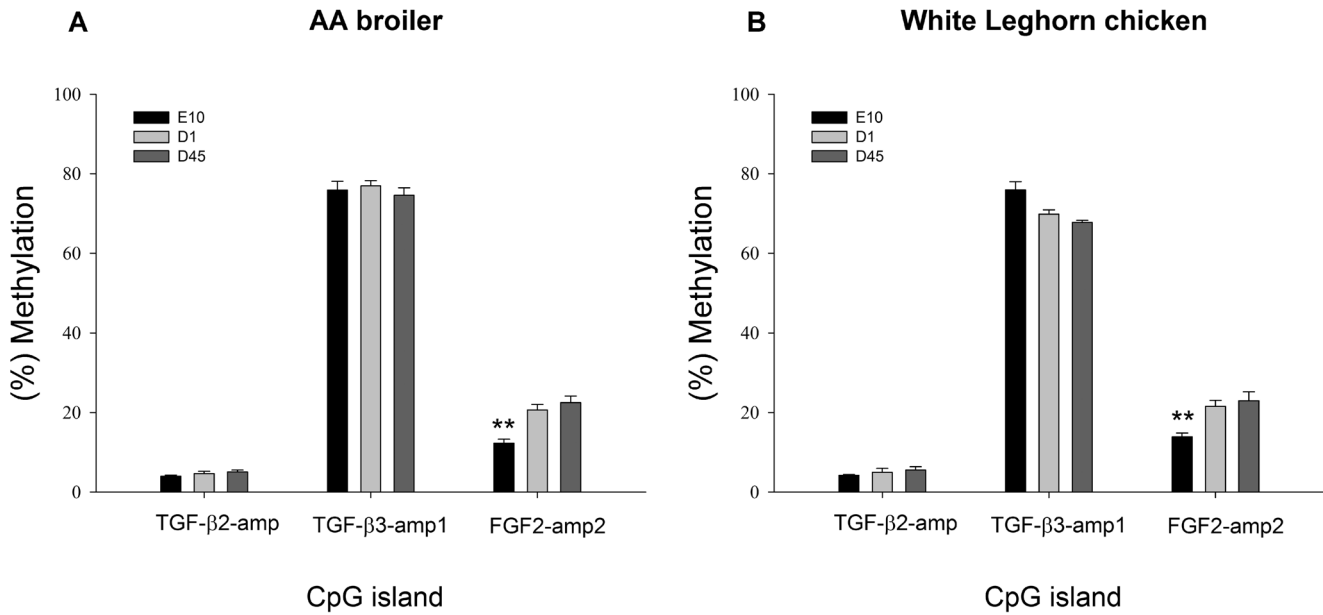 A AA broiler
100
80
60
40
20
0
(%) Methylation
E10
D1
D45
**
TGF-β2-amp TGF-β3-amp1 FGF2-amp2
CpG island
B White Leghorn chicken
100
80
60
40
20
0
(%) Methylation
E10
D1
D45
**
TGF-β2-amp TGF-β3-amp1 FGF2-amp2
CpG island